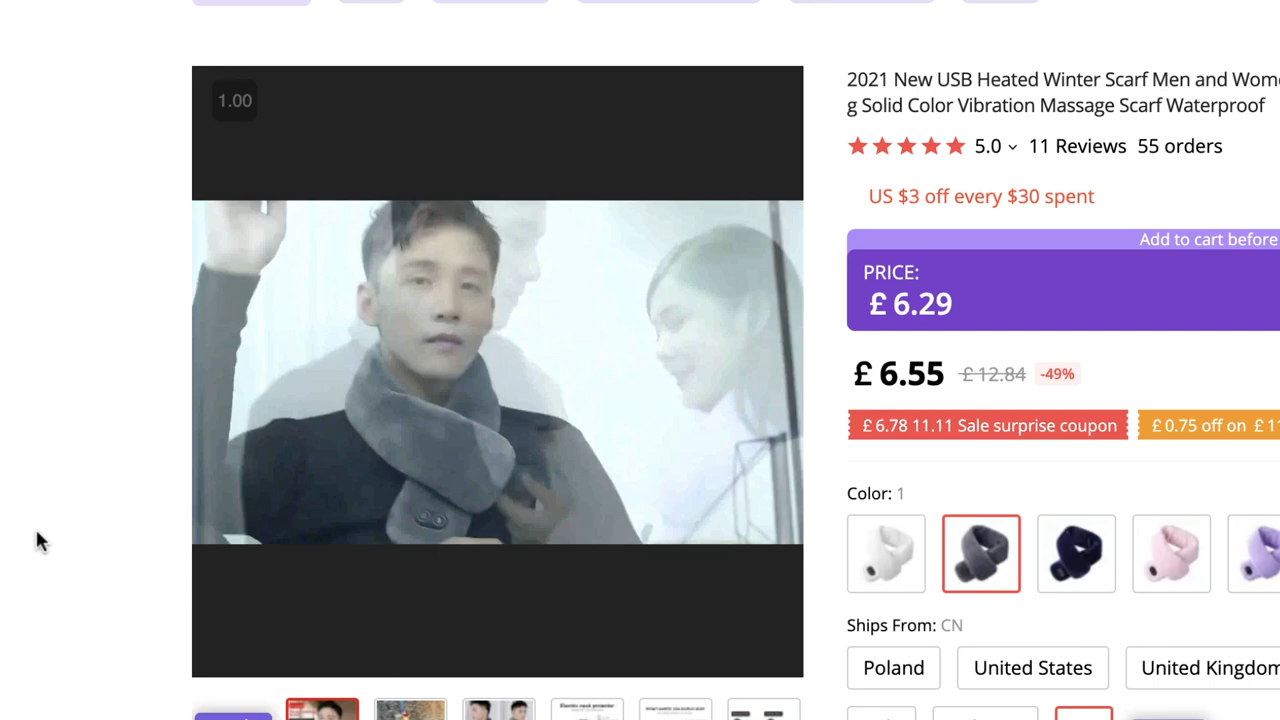 1.00
2021 New USB Heated Winter Scarf Men and Wom
g Solid Color Vibration Massage Scarf Waterproof
5.0 11 Reviews 55 orders
US $3 off every $30 spent
Add to cart before
PRICE:
£ 6.29
£ 6.55 £ 12.84 -49%
£ 6.78 11.11 Sale surprise coupon £ 0.75 off on £ 1
Color: 1
Ships From: CN
Poland United States United Kingdom